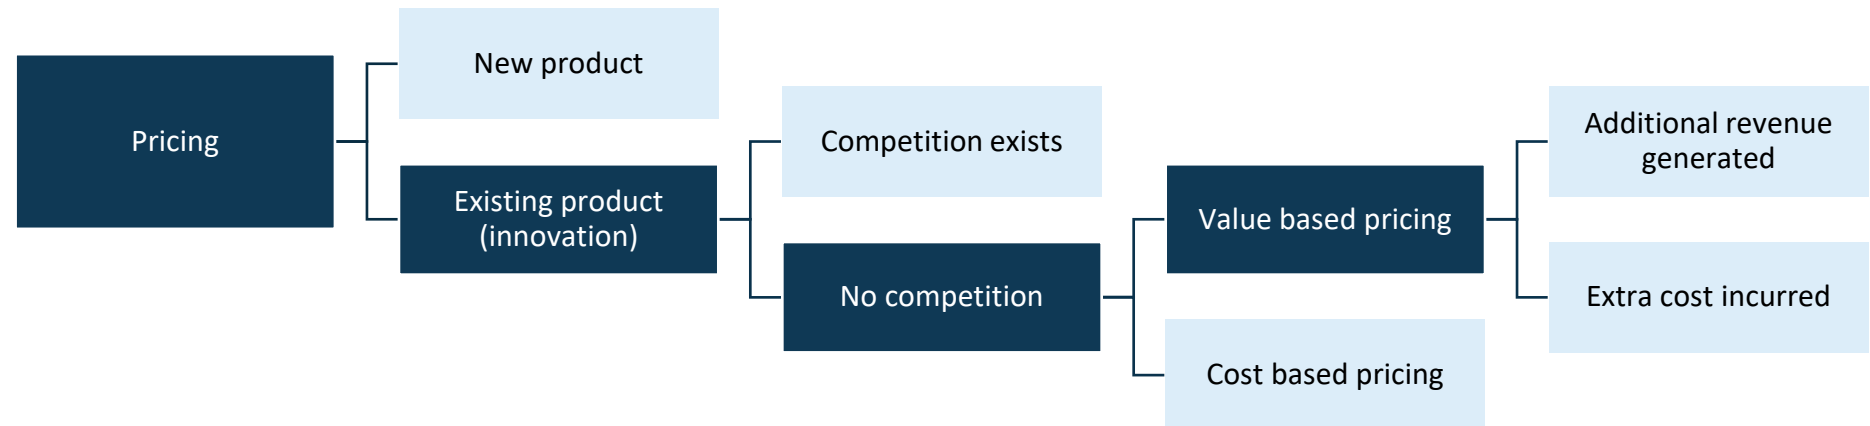 Pricing
New product
Existing product
(innovation)
Competition exists
No competition
Value based pricing
Cost based pricing
Additional revenue
generated
Extra cost incurred